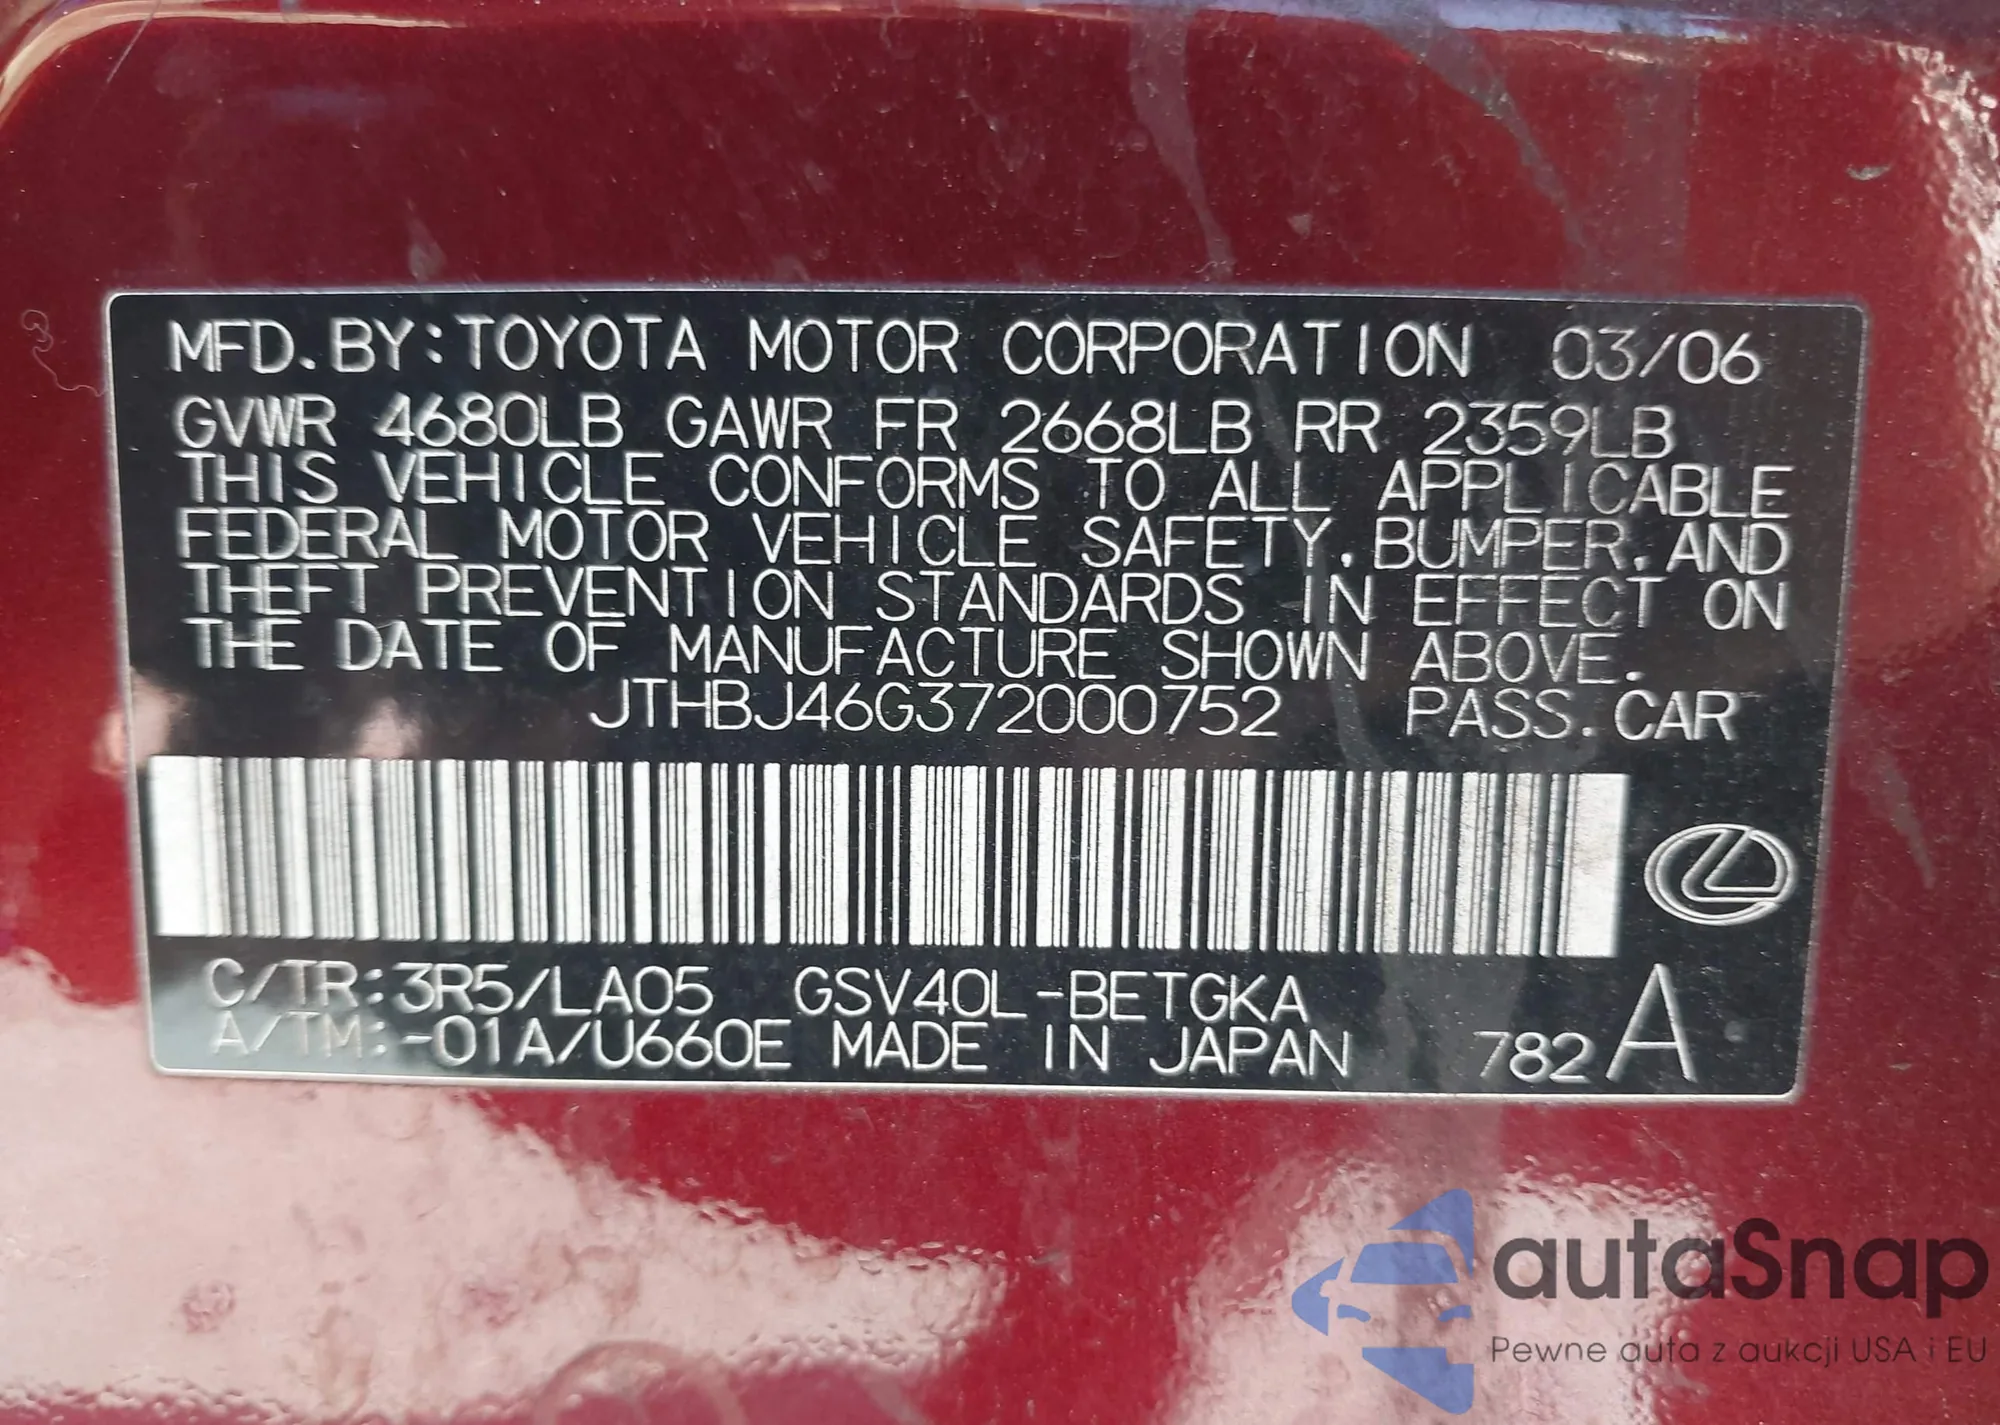 MFD.BY:TOYOTA MOTOR CORPORATION 03/06
GVWR 4680LB GAWR FR 2668LB RR 2359LB
THIS VEHICLE CONFORMS TO ALL APPLICABLE
FEDERAL MOTOR VEHICLE SAFETY,BUMPER,AND
THEFT PREVENTION STANDARDS IN EFFECT ON
THE DATE OF MANUFACTURE SHOWN ABOVE.
JTHBJ46G372000752 PASS.CAR
C/TR:3R5/LA05 GSV40L-BETGKA
A/TM:-01A/U660E MADE IN JAPAN 782 A
autaSnap
Pewne auta z aukcji USA i EU